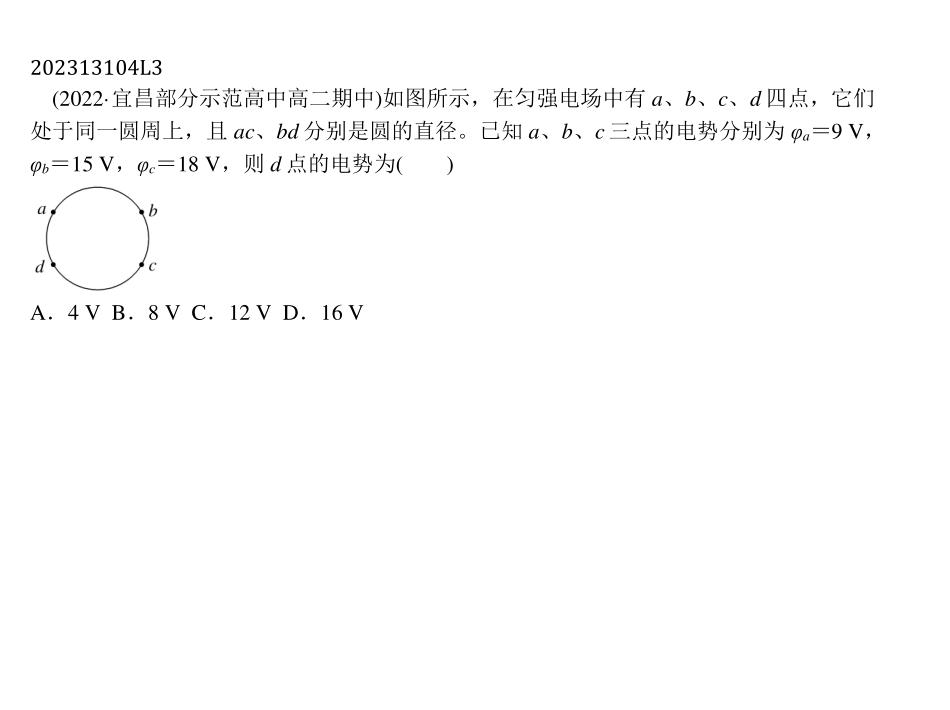 202313104L3
(2022·宜昌部分示范高中高二期中)如图所示，在匀强电场中有 a、b、c、d 四点，它们
处于同一圆周上，且 ac、bd 分别是圆的直径。已知 a、b、c 三点的电势分别为 φa＝9 V，
φb＝15 V，φc＝18 V，则 d 点的电势为(　　)
a
b
d
c
A．4 V B．8 V C．12 V D．16 V